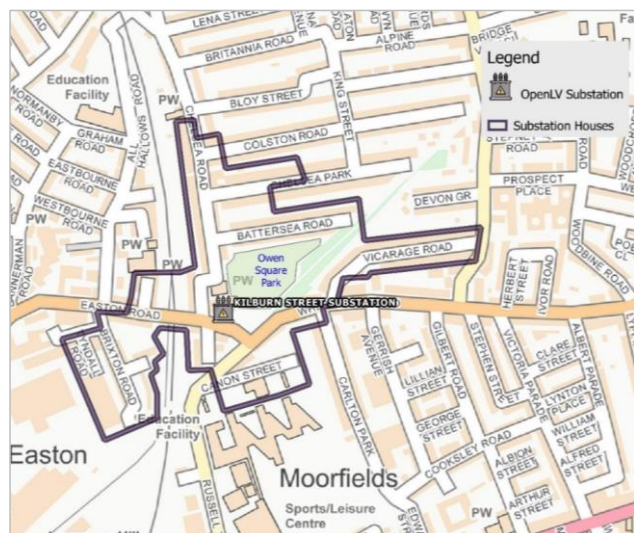 LENA STREET
BRITANNIA ROAD
ALPINE ROAD
BRIDGE
Legend
OpenLV Substation
Substation Houses
Education
Facility
PW
BLOY STREET
KING STREET
COLSTON ROAD
CHELSEA ROAD
ALL HALLOWS ROAD
GRAHAM
ROAD
EASTBOURNE
ROAD
WESTBOURNE
ROAD
CHELSEA PARK
PROSPECT
PLACE
DEVON GR
BATTERSEA ROAD
WOODBINE ROAD
PW
VICARAGE ROAD
Owen
Square
Park
PW
HERBERT
STREET
IVOR ROAD
KILBURN STREET SUBSTATION
EASTON ROAD
BRIXTON ROAD
CANON STREET
GERRISH
AVENUE
GILBERT ROAD
STEPHEN STREET
VICTORIA
PARADE
CLARE
STREET
ALBERT PARADE
LILLIAN
STREET
CARLTON PARK
LYNTON
PLACE
WILLIAM
STREET
GEORGE
STREET
Education
Facility
COOKSLEY ROAD
ALBION
STREET
ALFRED
STREET
Easton
Moorfields
RUSSELL
ARTHUR
STREET
Sports/Leisure
Centre
PW